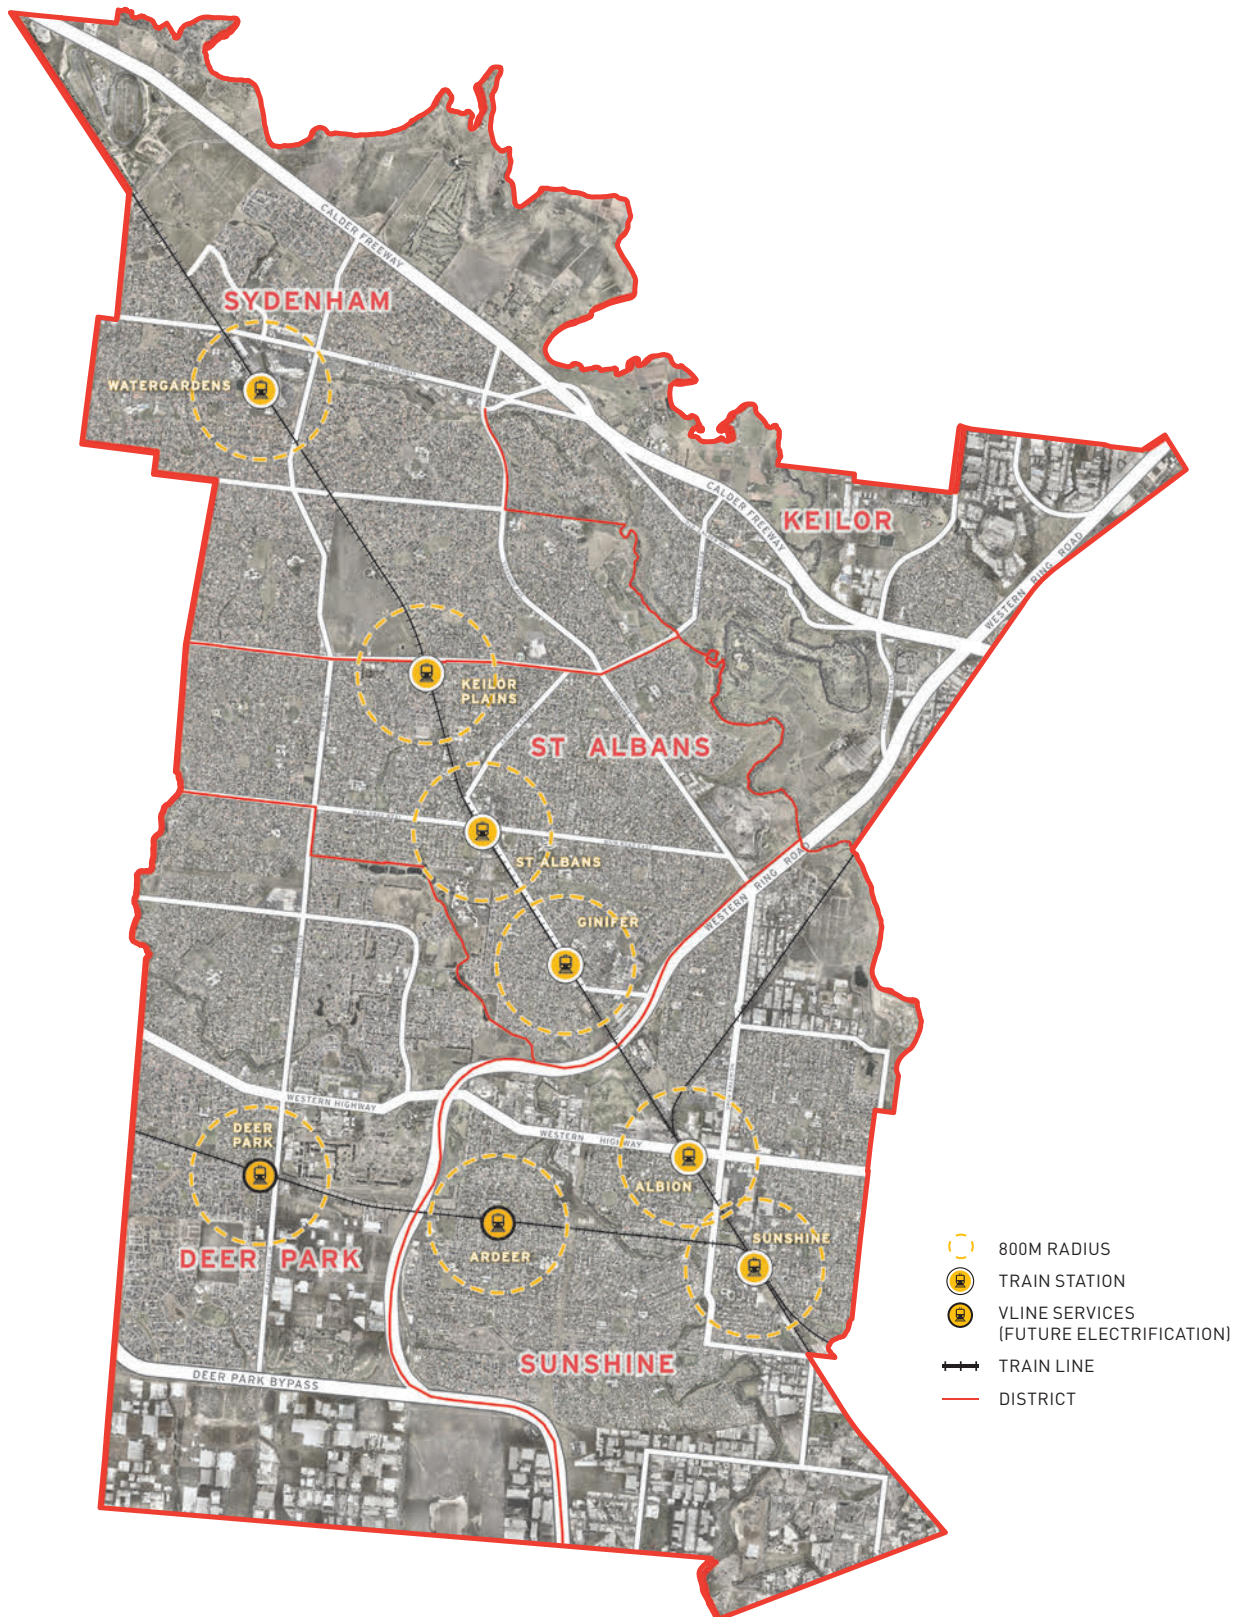 CALDER FREEWAY
SYDENHAM
WATERGARDENS
CALDER FREEWAY
KEILOR
WESTERN RING ROAD
KEILOR
PLAINS
ST ALBANS
ST ALBANS
WESTERN RING ROAD
GINIFER
WESTERN HIGHWAY
DEER
PARK
WESTERN HIGHWAY
ALBION
SUNSHINE
DEER PARK
ARDEER
SUNSHINE
DEER PARK BYPASS
800M RADIUS
TRAIN STATION
VLINE SERVICES
(FUTURE ELECTRIFICATION)
TRAIN LINE
DISTRICT